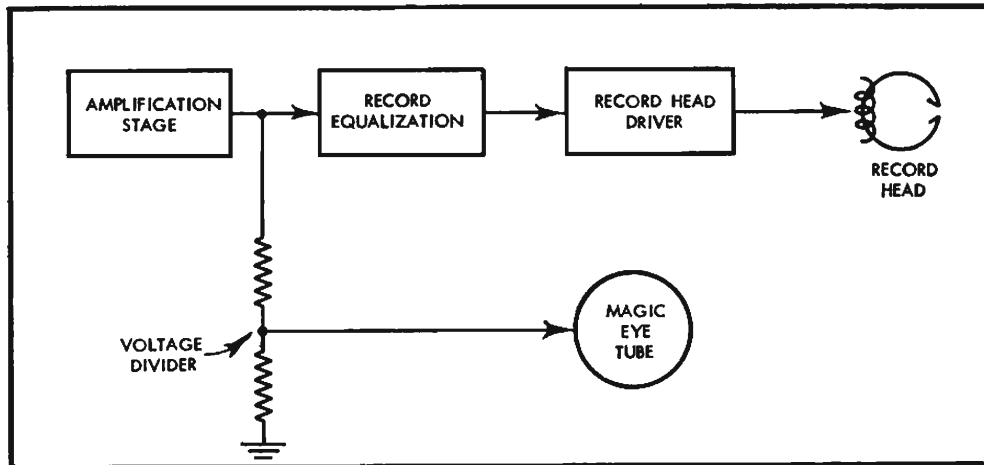 AMPLIFICATION
STAGE
RECORD
EQUALIZATION
RECORD HEAD
DRIVER
RECORD
HEAD
VOLTAGE
DIVIDER
MAGIC
EYE
TUBE